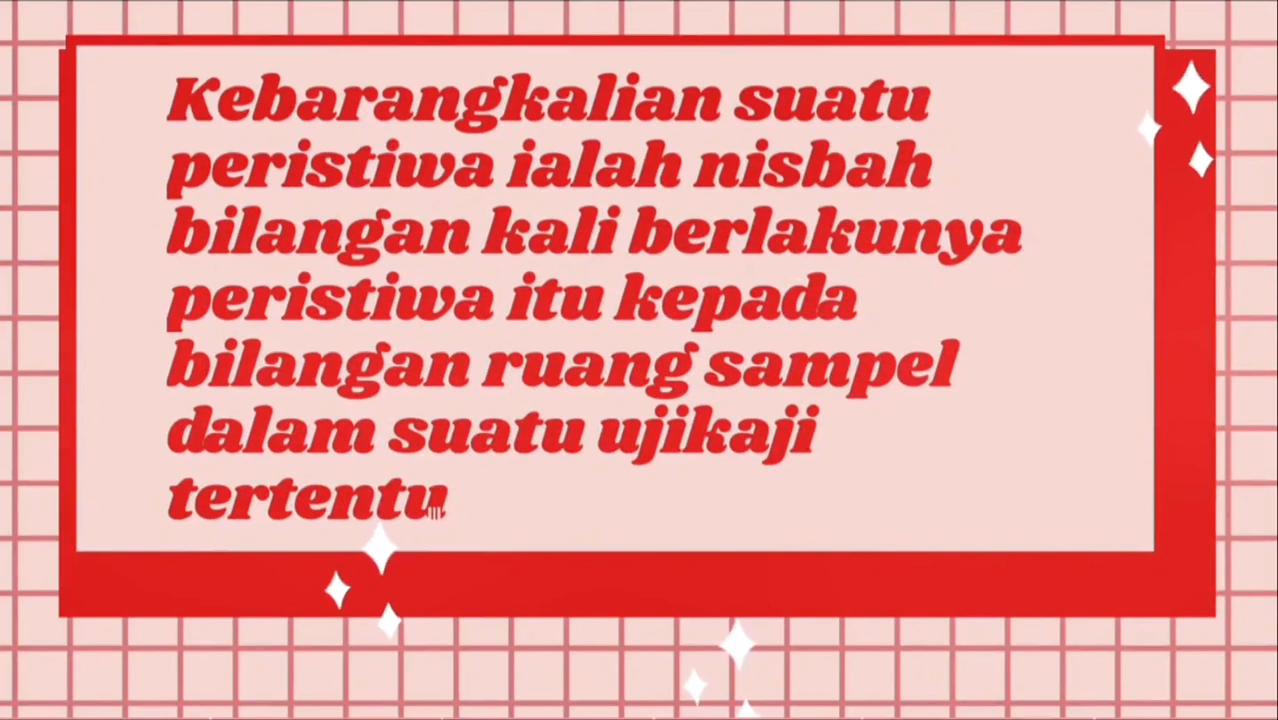 Kebarangkalian suatu
peristiwa ialah nisbah
bilangan kali berlakunya
peristiwa itu kepada
bilangan ruang sampel
dalam suatu ujikaji
tertentu